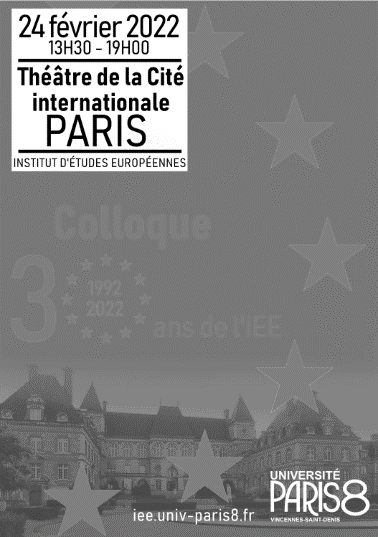 24 février 2022
13H30 - 19H00
Théâtre de la Cité
internationale
PARIS
INSTITUT D'ÉTUDES EUROPÉENNES
Colloque
30
1992
2022
ans de l'IEE
UNIVERSITÉ
PARIS8
VINCENNES-SAINT-DENIS
iee.univ-paris8.fr